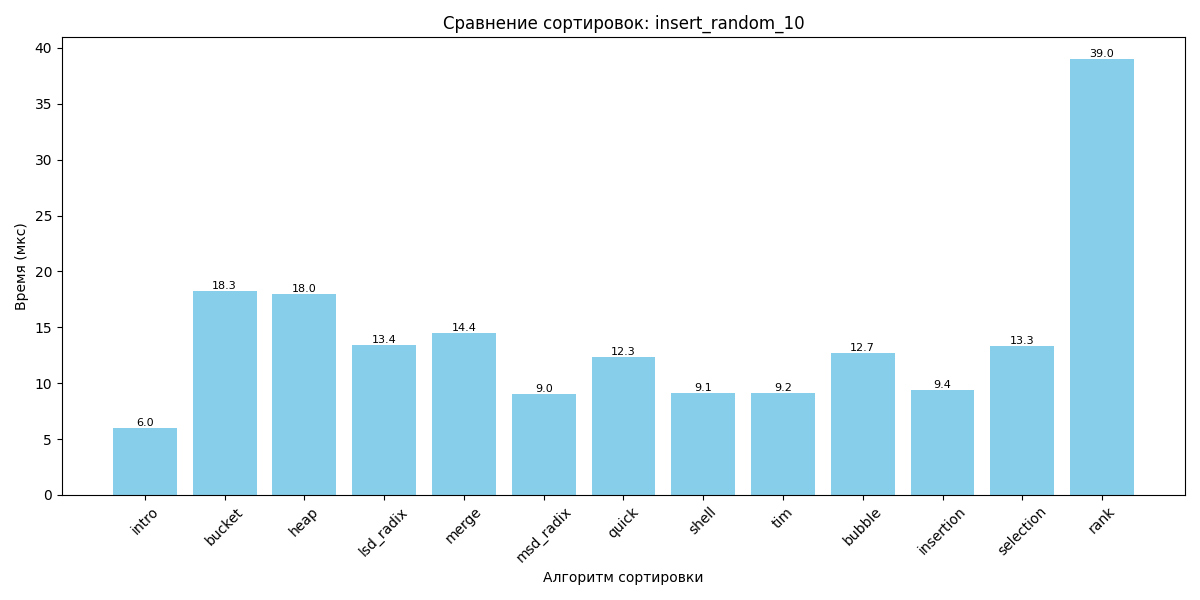 Сравнение сортировок: insert_random_10
Время (мкс)
40
35
30
25
20
15
10
5
0
6.0
18.3
18.0
13.4
14.4
9.0
12.3
9.1
9.2
12.7
9.4
13.3
39.0
intro
bucket
heap
lsd_radix
merge
msd_radix
quick
shell
tim
bubble
insertion
selection
rank
Алгоритм сортировки